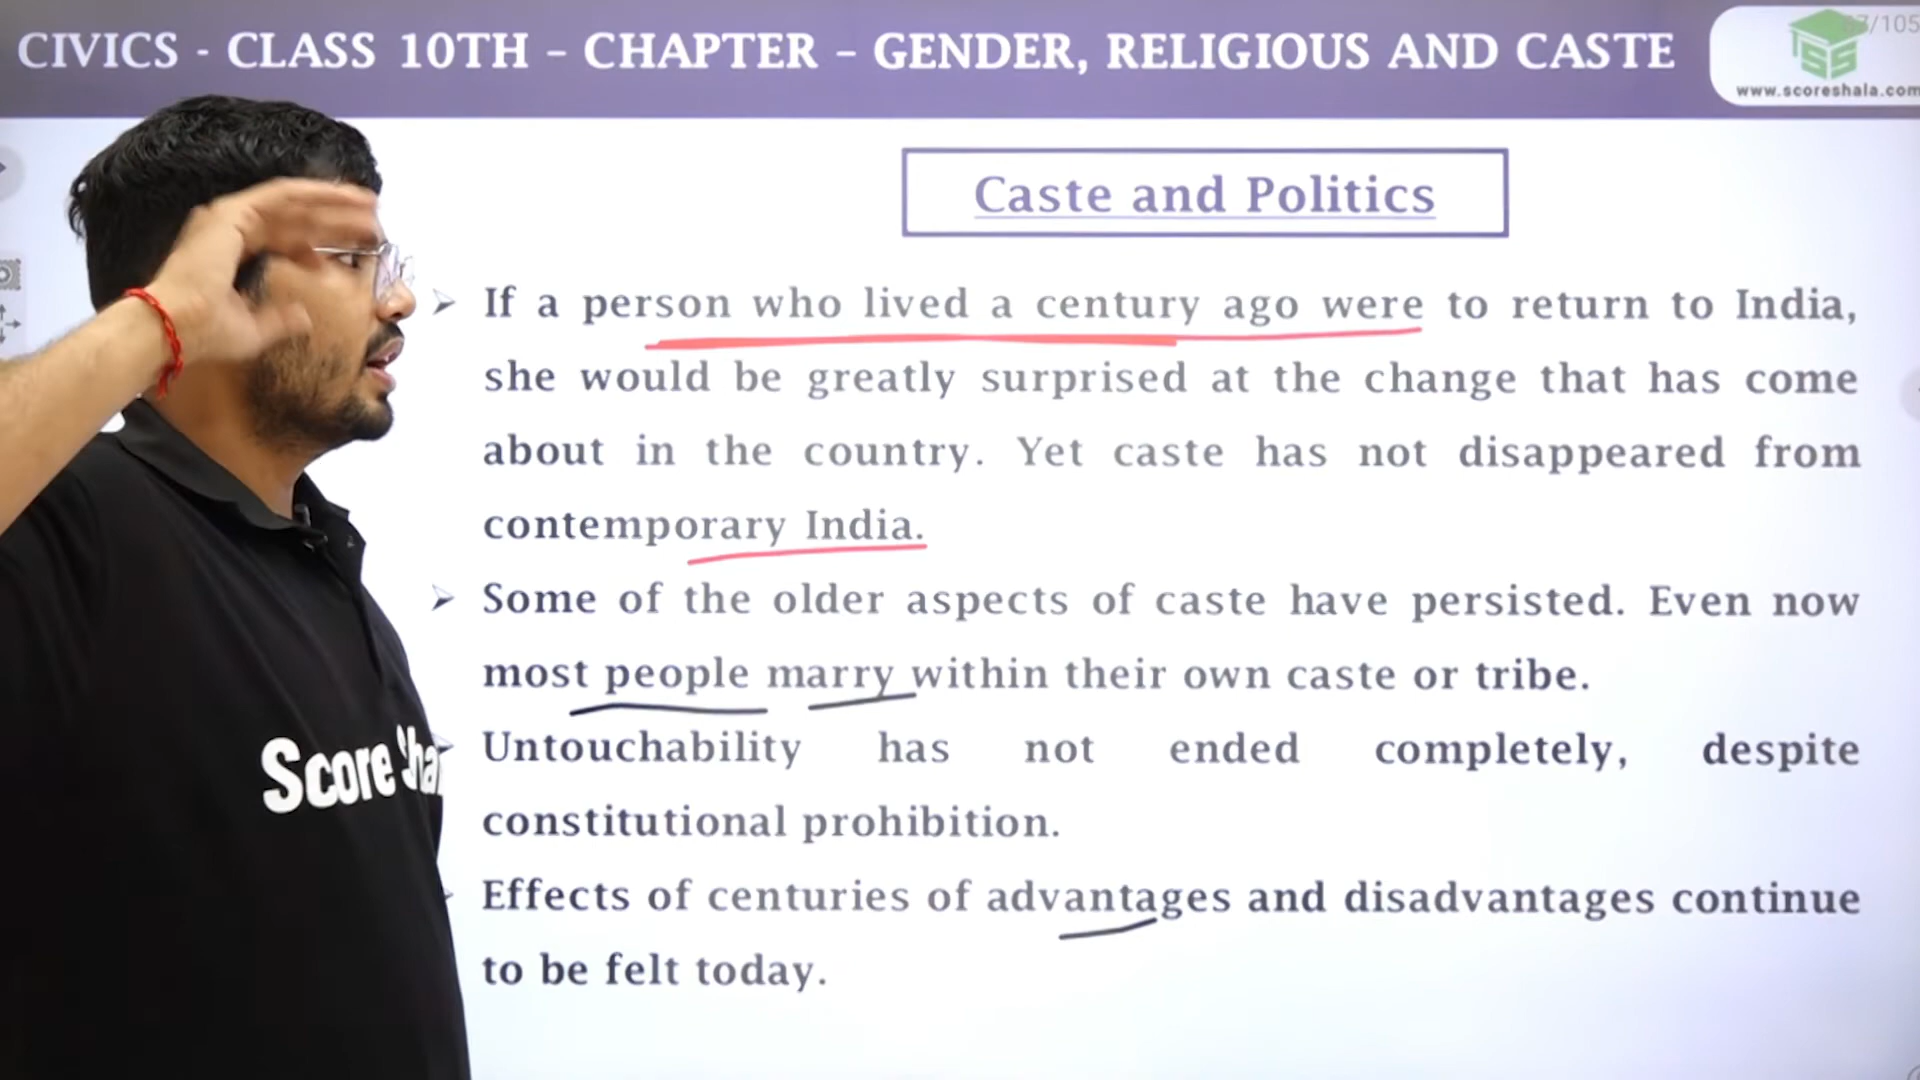 CIVICS - CLASS 10TH – CHAPTER – GENDER, RELIGIOUS AND CASTE
/105
www.scoreshala.com
Caste and Politics
If a person who lived a century ago were to return to India,
she would be greatly surprised at the change that has come
about in the country. Yet caste has not disappeared from
contemporary India.
Some of the older aspects of caste have persisted. Even now
most people marry within their own caste or tribe.
Untouchability has not ended completely, despite
constitutional prohibition.
Effects of centuries of advantages and disadvantages continue
to be felt today.
Score Sha